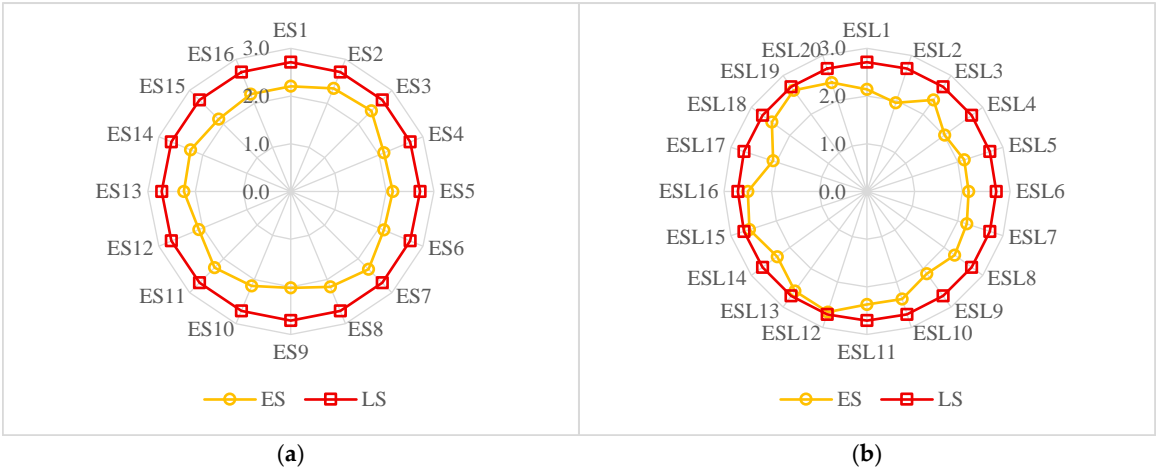 ES1
ES2
ES3
ES4
ES5
ES6
ES7
ES8
ES9
ES10
ES11
ES12
ES13
ES14
ES15
ES16
3.0
2.0
1.0
0.0
ES LS
(a)
ESL1
ESL2
ESL3
ESL4
ESL5
ESL6
ESL7
ESL8
ESL9
ESL10
ESL11
ESL12
ESL13
ESL14
ESL15
ESL16
ESL17
ESL18
ESL19
ESL20
3.0
2.0
1.0
0.0
ES LS
(b)